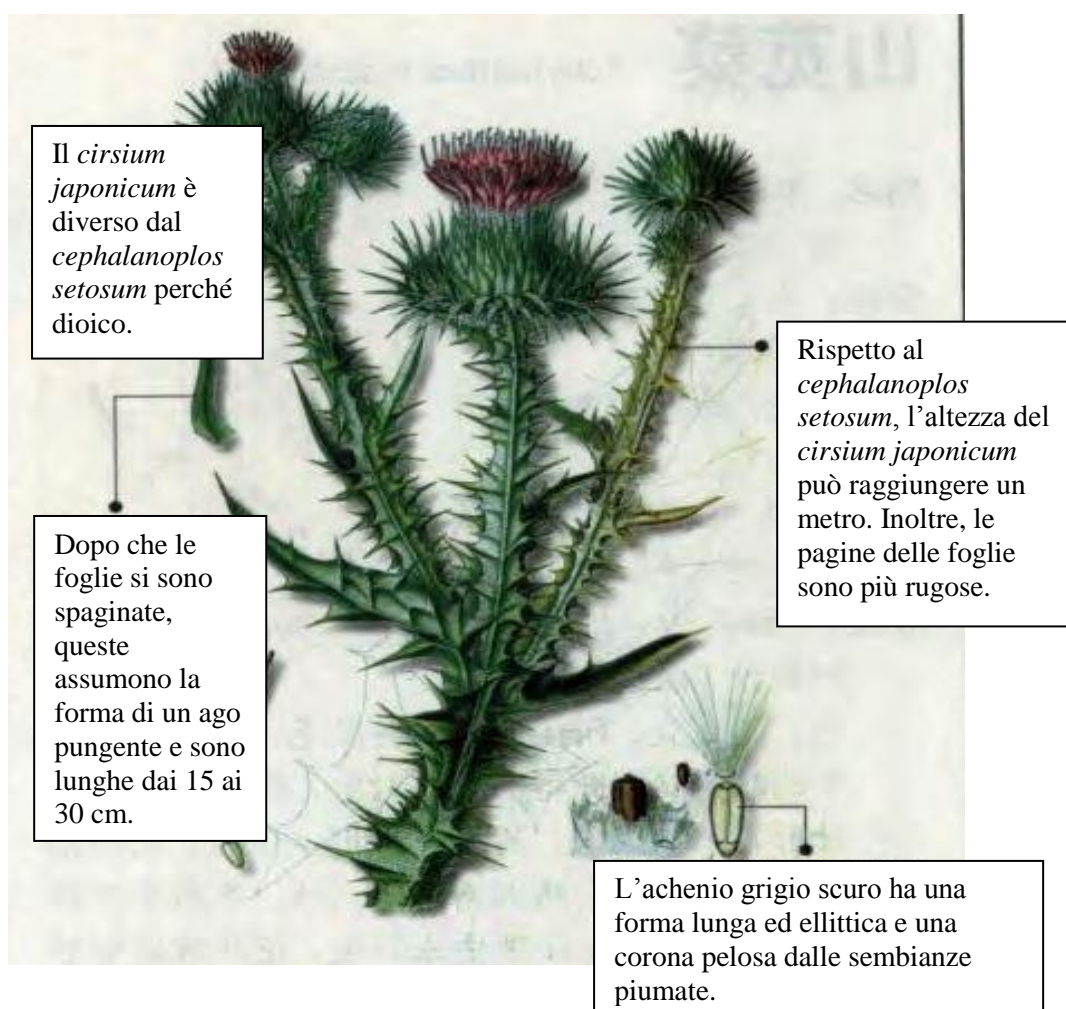 Il cirsium
japonicum è
diverso dal
cephalanoplos
setosum perché
dioico.
Rispetto al
cephalanoplos
setosum, l’altezza del
cirsium japonicum
può raggiungere un
metro. Inoltre, le
pagine delle foglie
sono più rugose.
Dopo che le
foglie si sono
spaginate,
queste
assumono la
forma di un ago
pungente e sono
lunghe dai 15 ai
30 cm.
L’achenio grigio scuro ha una
forma lunga ed ellittica e una
corona pelosa dalle sembianze
piumate.